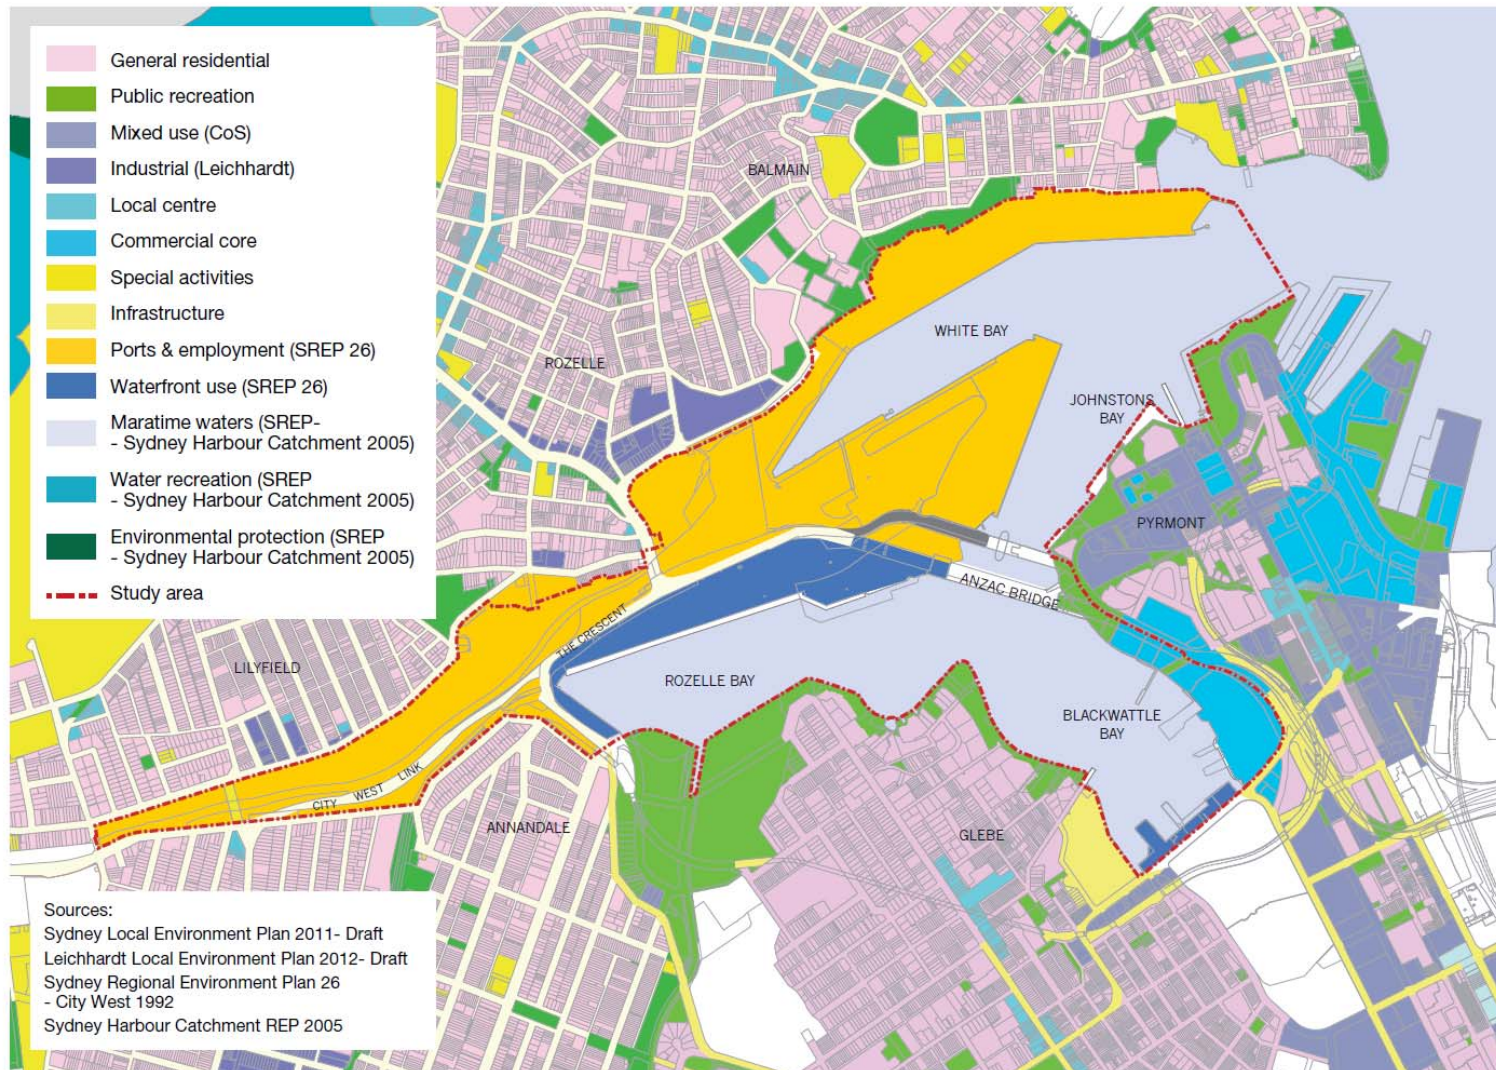 General residential
Public recreation
Mixed use (CoS)
Industrial (Leichhardt)
Local centre
Commercial core
Special activities
Infrastructure
Ports & employment (SREP 26)
Waterfront use (SREP 26)
Maratime waters (SREP-
- Sydney Harbour Catchment 2005)
Water recreation (SREP
- Sydney Harbour Catchment 2005)
Environmental protection (SREP
- Sydney Harbour Catchment 2005)
Study area
BALMAIN
WHITE BAY
ROZELLE
JOHNSTONS
BAY
PYRMONT
ANZAC BRIDGE
THE CRESCENT
LILYFIELD
ROZELLE BAY
BLACKWATTLE
BAY
CITY WEST LINK
ANNANDALE
GLEBE
Sources:
Sydney Local Environment Plan 2011- Draft
Leichhardt Local Environment Plan 2012- Draft
Sydney Regional Environment Plan 26
- City West 1992
Sydney Harbour Catchment REP 2005